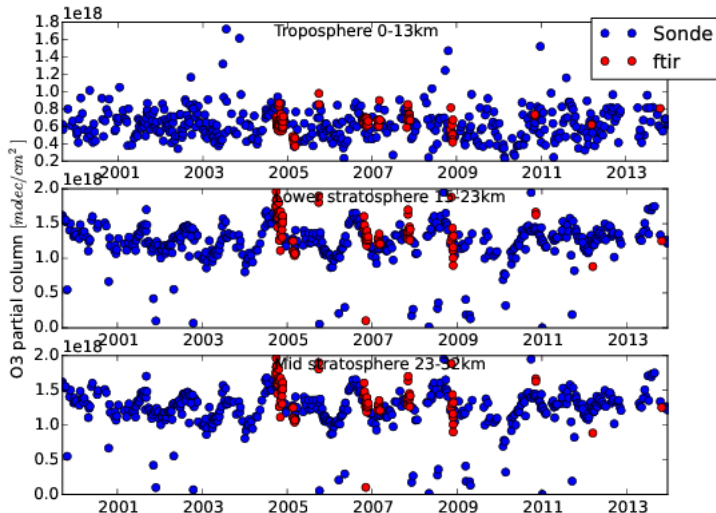 1e18
Troposphere 0-13km
Sonde
ftir
1.8
1.6
1.4
1.2
1.0
0.8
0.6
0.4
0.2
2001 2003 2005 2007 2009 2011 2013
1e18
Lower stratosphere 15-23km
2.0
1.5
1.0
0.5
0.0
2001 2003 2005 2007 2009 2011 2013
1e18
Mid stratosphere 23-32km
2.0
1.5
1.0
0.5
0.0
2001 2003 2005 2007 2009 2011 2013
O3 partial column [molec/cm²]